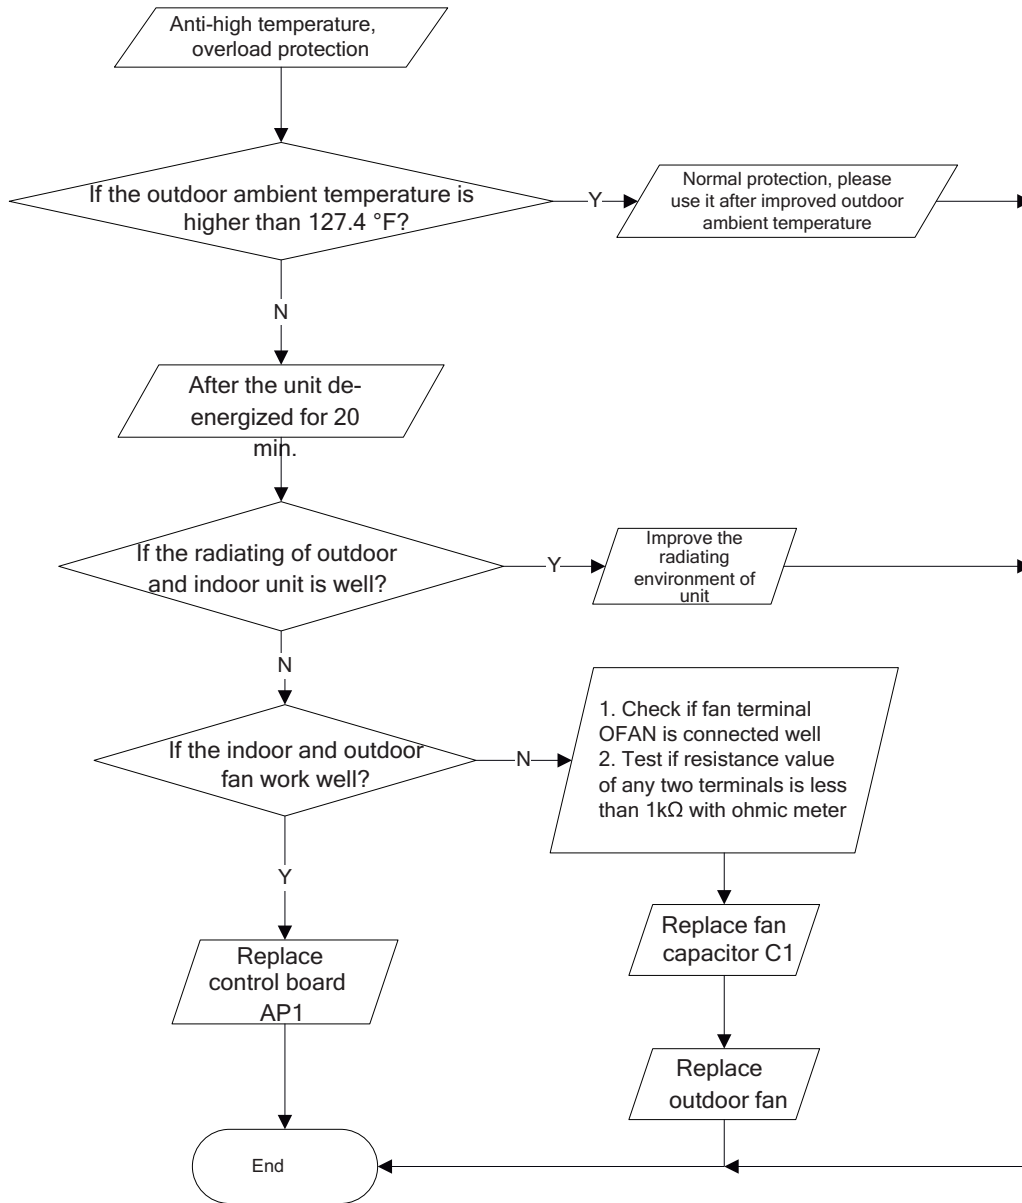 Anti-high temperature,
overload protection
If the outdoor ambient temperature is
higher than 127.4 °F?
Y
Normal protection, please
use it after improved outdoor
ambient temperature
N
After the unit de-
energized for 20
min.
If the radiating of outdoor
and indoor unit is well?
Y
Improve the
radiating
environment of
unit
N
If the indoor and outdoor
fan work well?
N
1. Check if fan terminal
OFAN is connected well
2. Test if resistance value
of any two terminals is less
than 1kΩ with ohmic meter
Y
Replace fan
capacitor C1
Replace
control board
AP1
Replace
outdoor fan
End